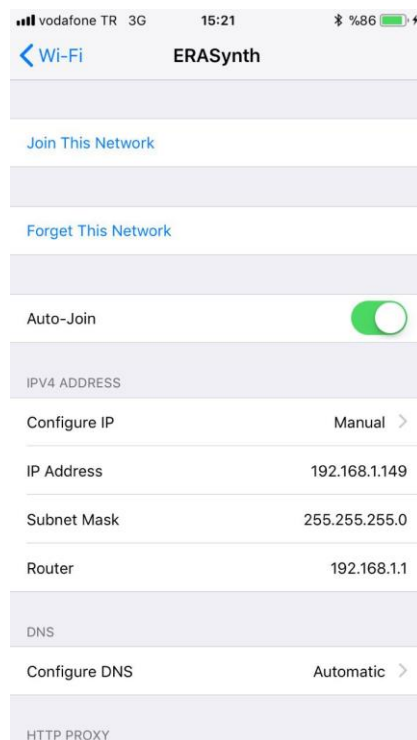 vodafone TR 3G 15:21 %86
Wi-Fi ERASynth
Join This Network
Forget This Network
Auto-Join
IPV4 ADDRESS
Configure IP Manual
IP Address 192.168.1.149
Subnet Mask 255.255.255.0
Router 192.168.1.1
DNS
Configure DNS Automatic
HTTP PROXY